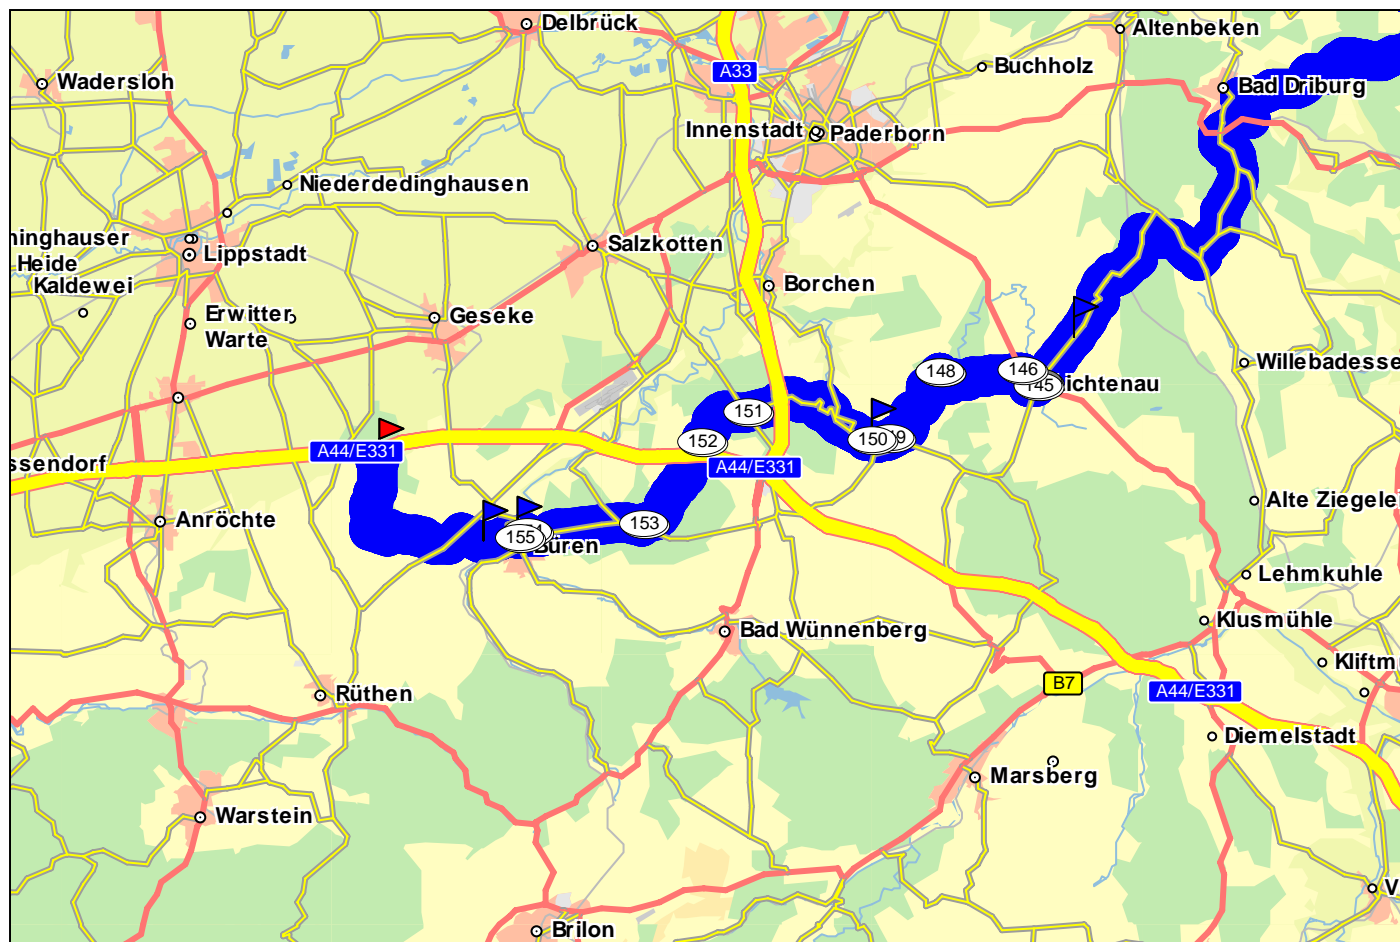 Delbrück
Altenbeken
Wadersloh
A33
Buchholz
Bad Driburg
Innenstadt
Paderborn
Niederdedinghausen
ninghauser
Heide
Lippstadt
Salzkotten
Kaldewei
Borchen
Erwitter
Warte
Geseke
Willebadesse
148
146
145
ichtenau
151
152
150
A44/E331
A44/E331
ssendorf
Anröchte
153
155
Büren
Alte Ziegele
Lehmkuhle
Klusmühle
Bad Wünnenberg
Kliftm
B7
A44/E331
Rüthen
Diemelstadt
Marsberg
Warstein
V
Brilon